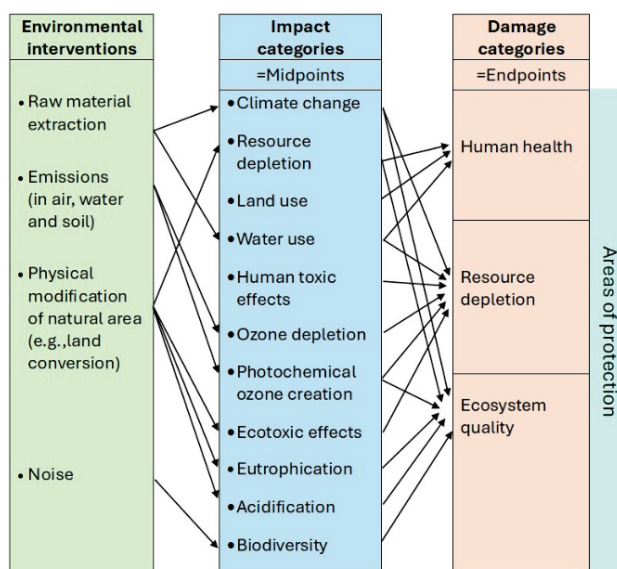 Environmental
interventions
• Raw material
extraction
• Emissions
(in air, water
and soil)
• Physical
modification
of natural area
(e.g.,land
conversion)
• Noise
Impact
categories
=Midpoints
•Climate change
•Resource
depletion
•Land use
•Water use
•Human toxic
effects
•Ozone depletion
•Photochemical
ozone creation
•Ecotoxic effects
•Eutrophication
•Acidification
•Biodiversity
Damage
categories
=Endpoints
Human health
Resource
depletion
Ecosystem
quality
Areas of protection